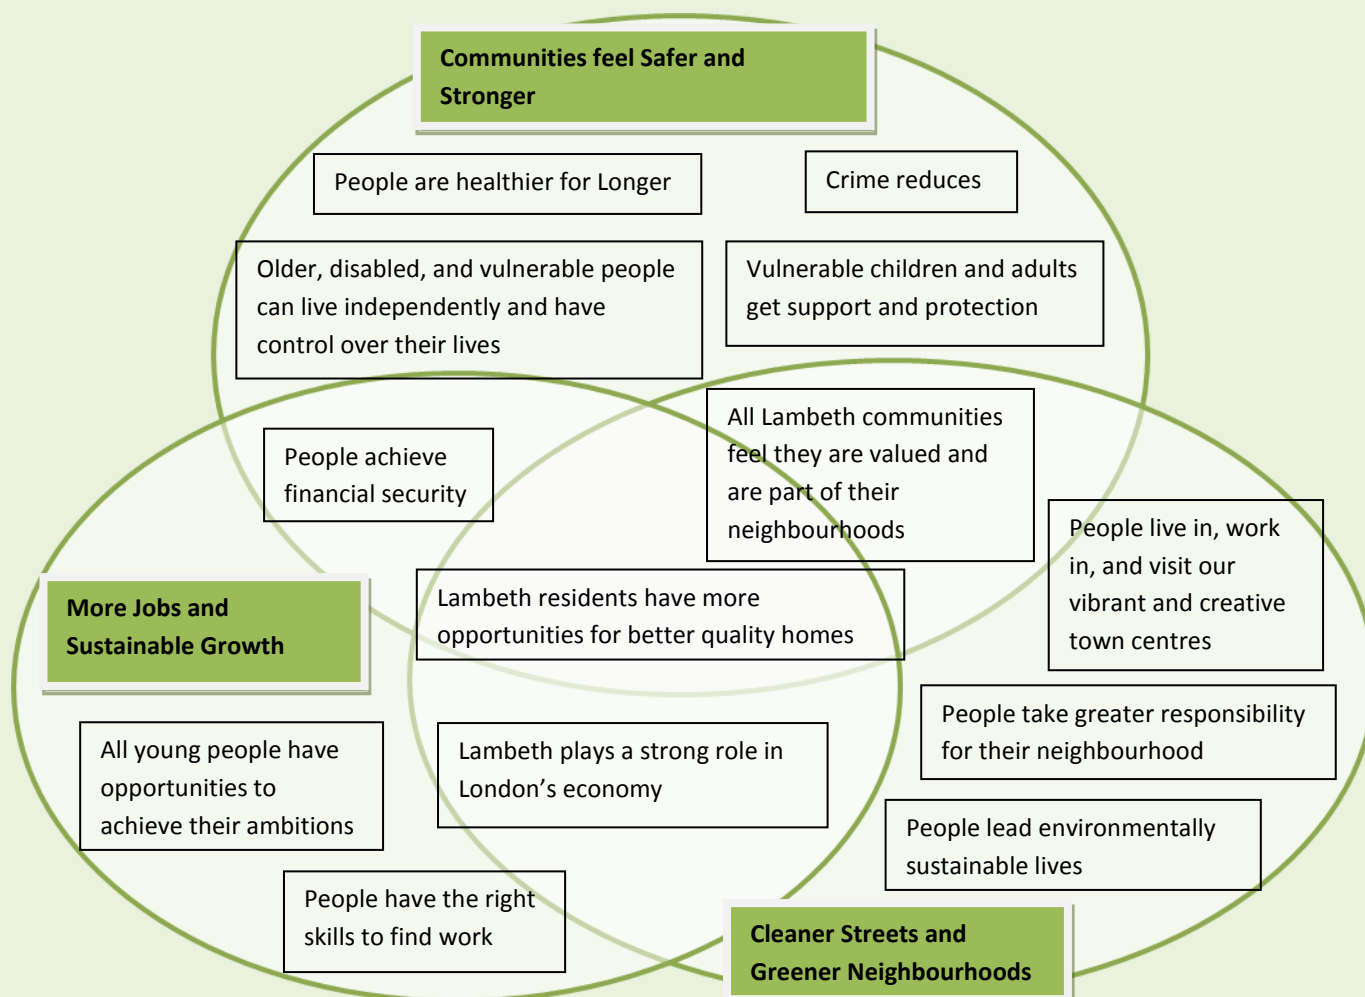 Communities feel Safer and
Stronger
People are healthier for Longer
Crime reduces
Older, disabled, and vulnerable people
can live independently and have
control over their lives
Vulnerable children and adults
get support and protection
All Lambeth communities
feel they are valued and
are part of their
neighbourhoods
People achieve
financial security
People live in, work
in, and visit our
vibrant and creative
town centres
More Jobs and
Sustainable Growth
Lambeth residents have more
opportunities for better quality homes
People take greater responsibility
for their neighbourhood
All young people have
opportunities to
achieve their ambitions
Lambeth plays a strong role in
London’s economy
People lead environmentally
sustainable lives
People have the right
skills to find work
Cleaner Streets and
Greener Neighbourhoods